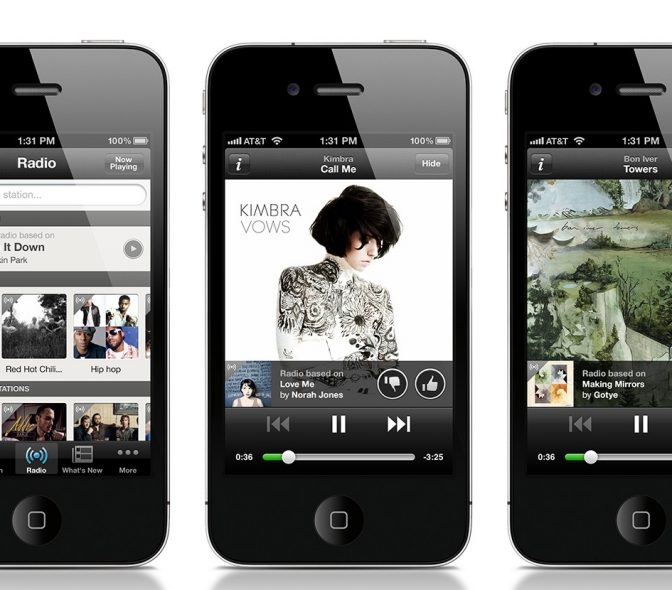 1:31 PM
100%
Radio
Now
Playing
station...
adio based on
It Down
kin Park
Red Hot Chili...
Hip hop
TATIONS
Radio
What's New
More
AT&T
1:31 PM
100%
i
Kimbra
Call Me
Hide
KIMBRA
VOWS
Radio based on
Love Me
by Norah Jones
0:36
-3:25
AT&T
1:31 PM
i
Bon Iver
Towers
bon iver towers
Radio based on
Making Mirrors
by Gotye
0:36